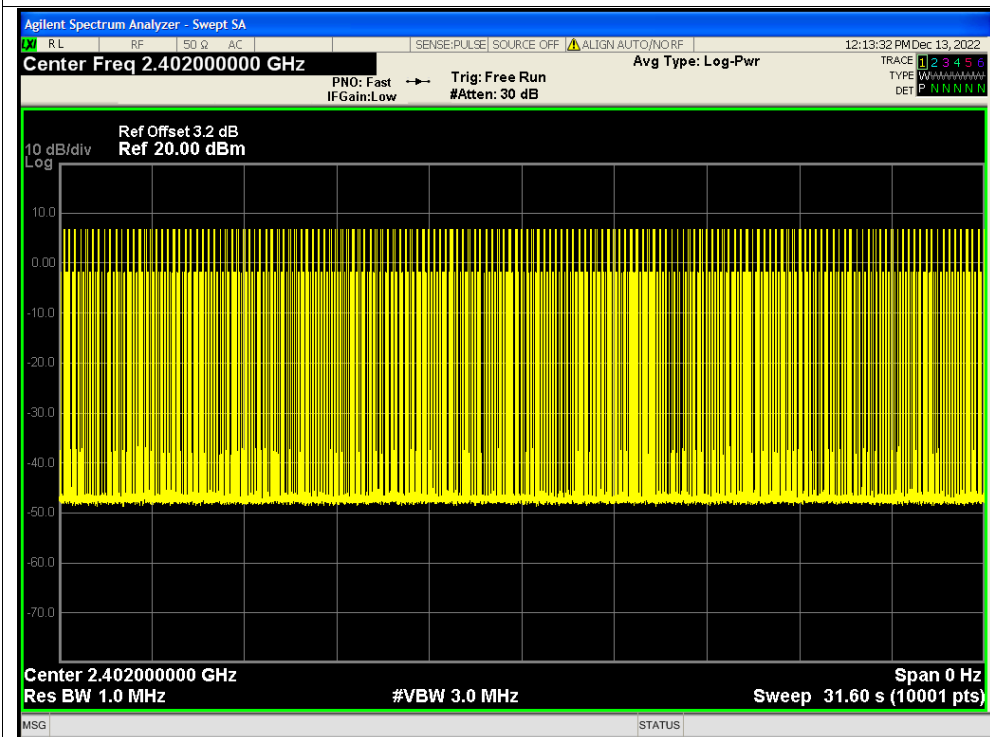 Agilent Spectrum Analyzer - Swept SA
LXI RL RF 50 Ω AC SENSE:PULSE SOURCE OFF ALIGN AUTO/NO RF 12:13:32 PM Dec 13, 2022
Center Freq 2.402000000 GHz
PNO: Fast
IFGain:Low
Trig: Free Run
#Atten: 30 dB
Avg Type: Log-Pwr
TRACE 1 2 3 4 5 6
TYPE WWWWWW
DET P N N N N N
Ref Offset 3.2 dB
10 dB/div Ref 20.00 dBm
Log
10.0
0.00
-10.0
-20.0
-30.0
-40.0
-50.0
-60.0
-70.0
Center 2.402000000 GHz Span 0 Hz
Res BW 1.0 MHz #VBW 3.0 MHz Sweep 31.60 s (10001 pts)
MSG STATUS